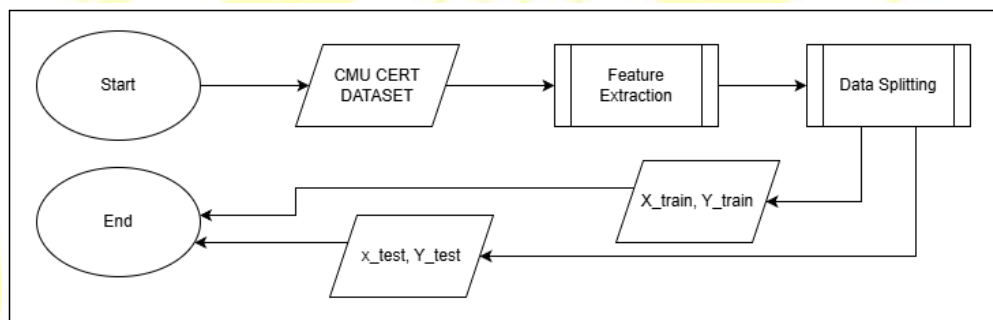 Start
CMU CERT
DATASET
Feature
Extraction
Data Splitting
X_train, Y_train
End
x_test, Y_test